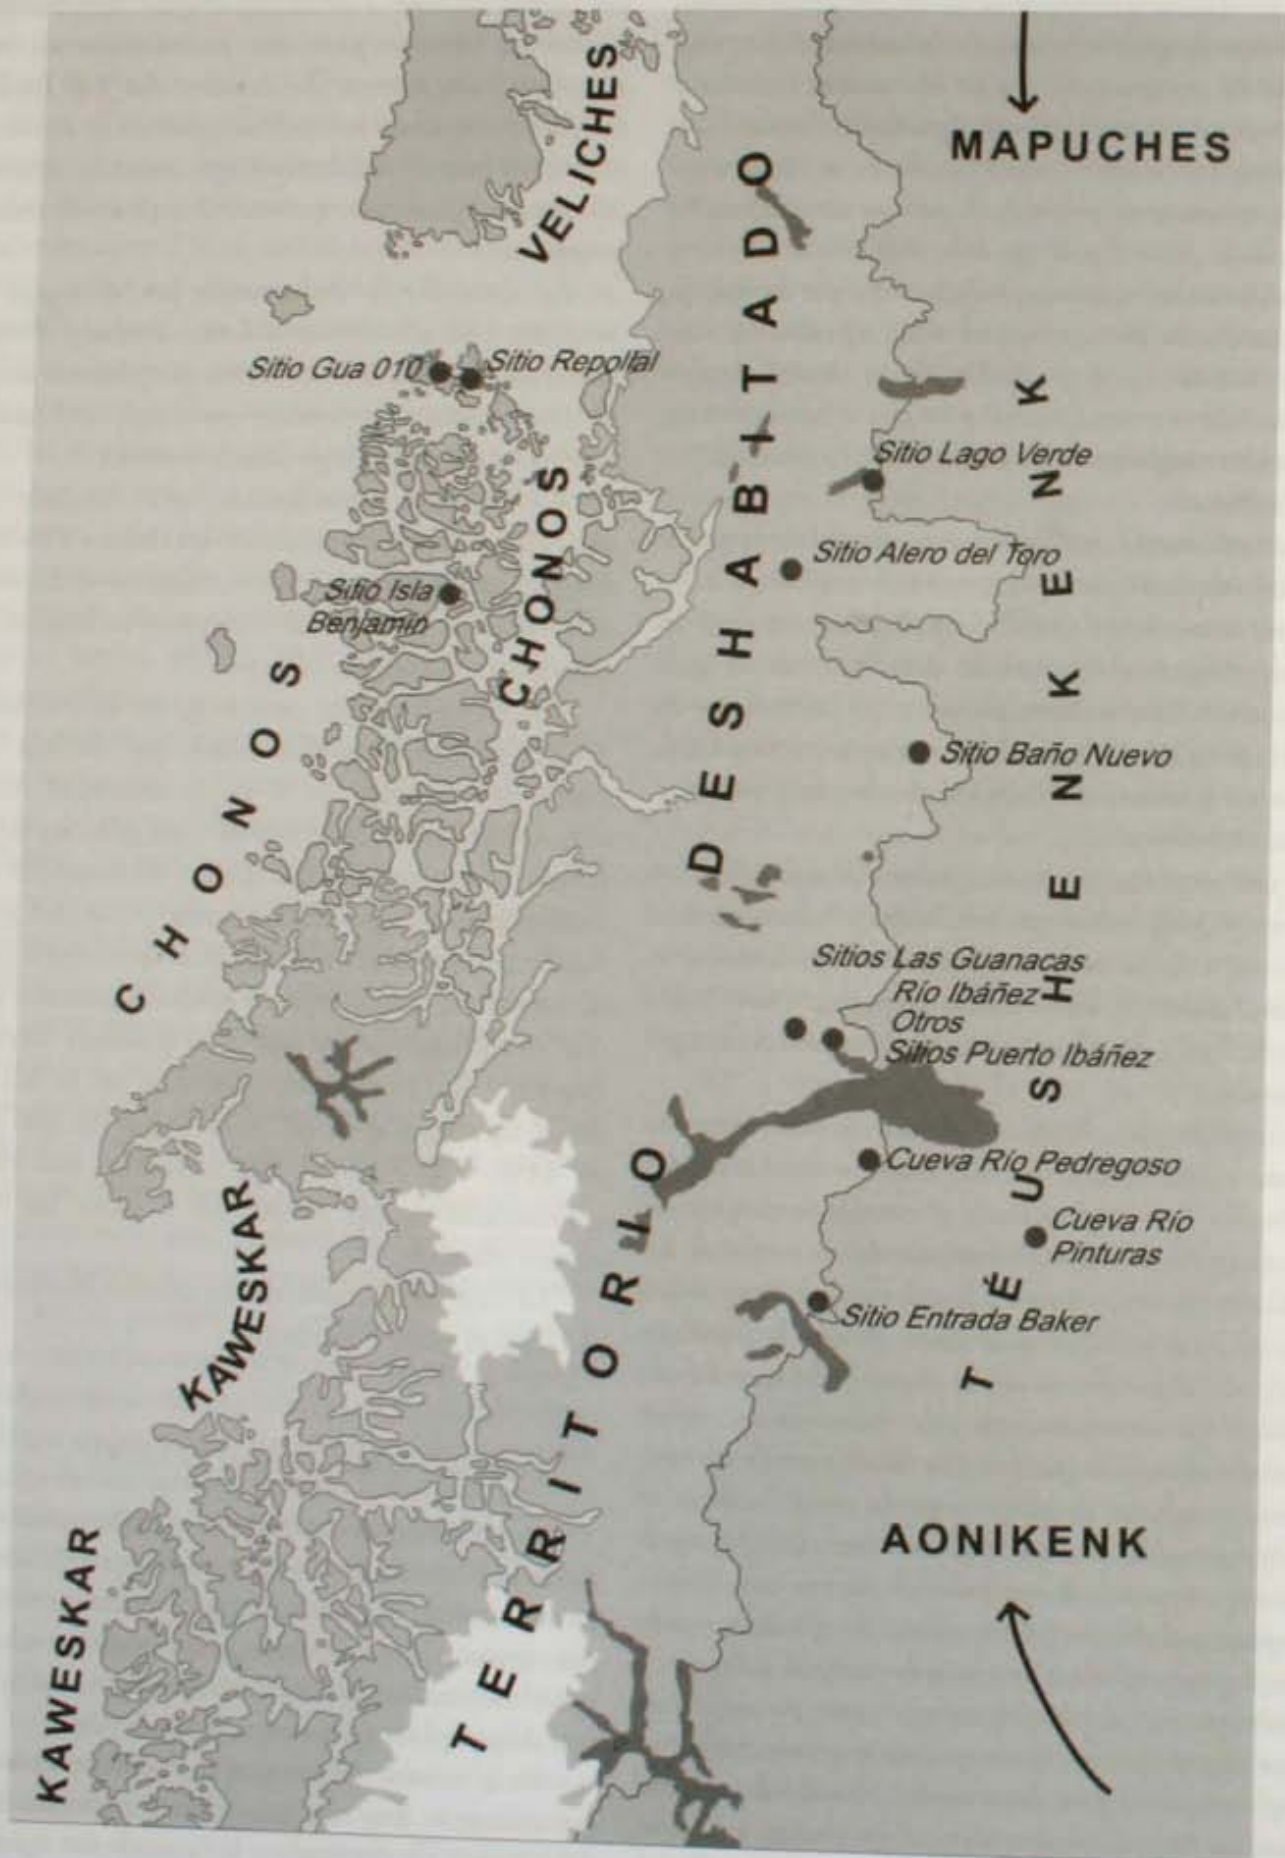 VELICHES
MAPUCHES
TERRITORIO DESHABITADO
Sitio Gua 010
Sitio Repollal
Sitio Lago Verde
Sitio Alero del Toro
Sitio Isla
Benjamín
CHONOS
CHONOS
Sitio Baño Nuevo
TÉUSHENKENK
Sitios Las Guanacas
Río Ibáñez
Otros
Sitios Puerto Ibáñez
Cueva Río Pedregoso
Cueva Río
Pinturas
Sitio Entrada Baker
KAWESKAR
KAWESKAR
AONIKENK